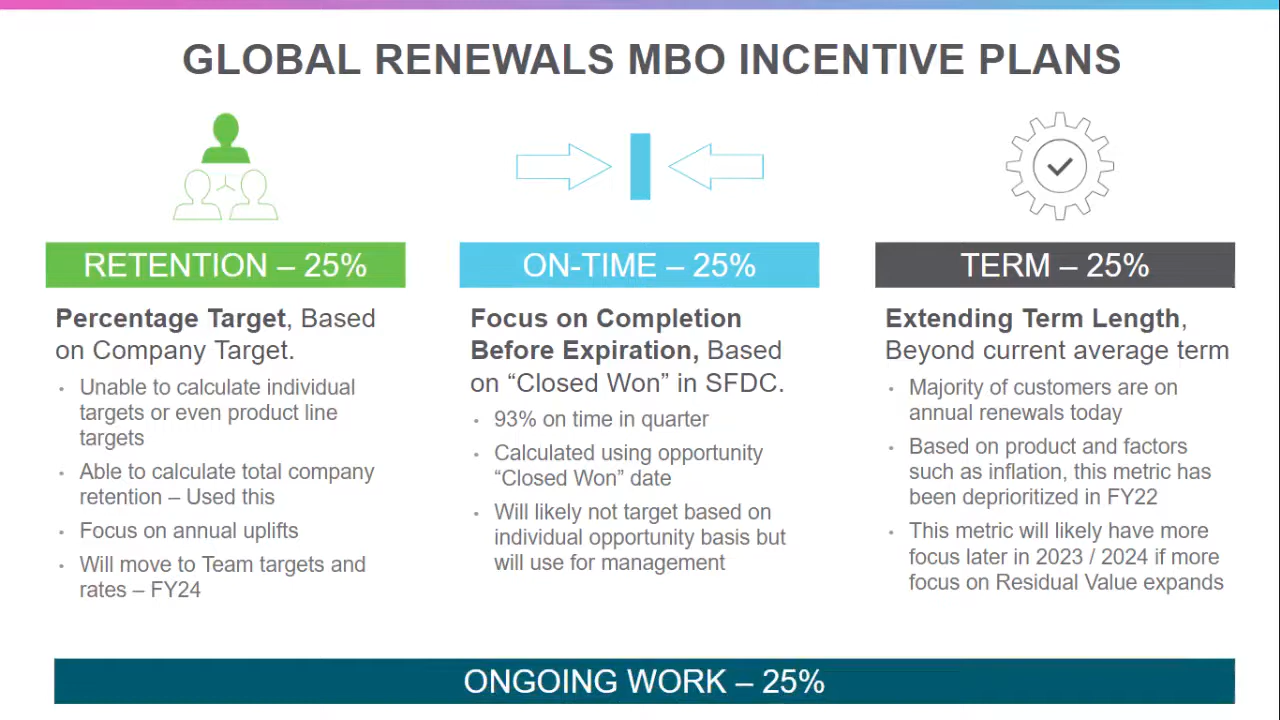 GLOBAL RENEWALS MBO INCENTIVE PLANS
RETENTION – 25%
Percentage Target, Based
on Company Target.
• Unable to calculate individual
targets or even product line
targets
• Able to calculate total company
retention – Used this
• Focus on annual uplifts
• Will move to Team targets and
rates – FY24
ON-TIME – 25%
Focus on Completion
Before Expiration, Based
on “Closed Won” in SFDC.
• 93% on time in quarter
• Calculated using opportunity
“Closed Won” date
• Will likely not target based on
individual opportunity basis but
will use for management
TERM – 25%
Extending Term Length,
Beyond current average term
• Majority of customers are on
annual renewals today
• Based on product and factors
such as inflation, this metric has
been deprioritized in FY22
• This metric will likely have more
focus later in 2023 / 2024 if more
focus on Residual Value expands
ONGOING WORK – 25%